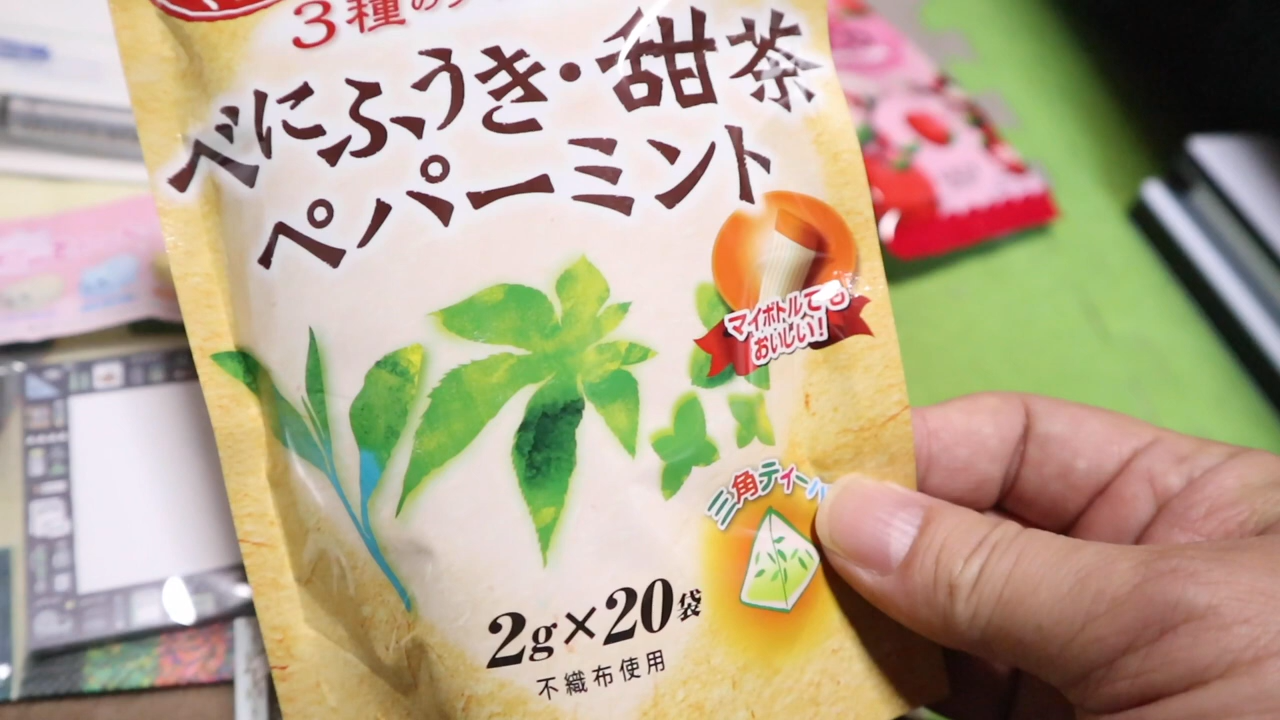 3種の
べにふうき・甜茶
ペパーミント
マイボトルでも
おいしい!
三角ティー
2g×20袋
不織布使用